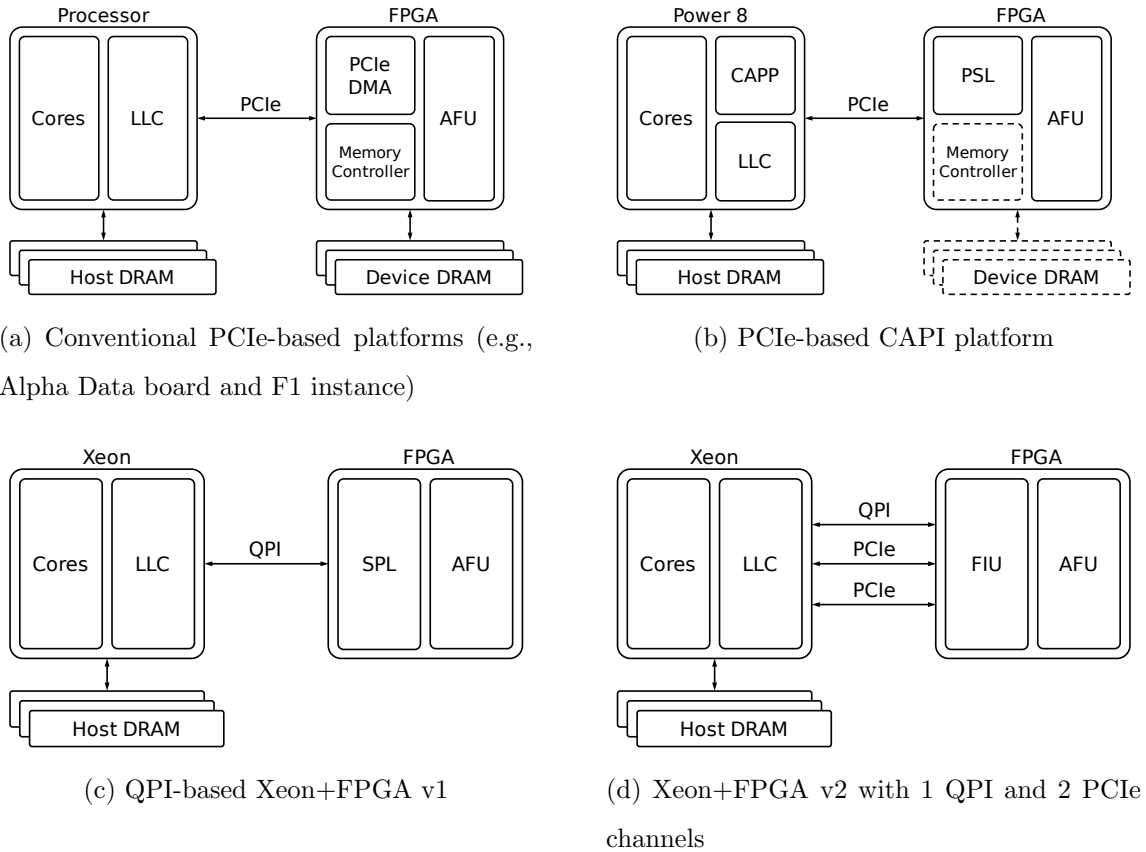 Processor
FPGA
Cores
LLC
PCIe
PCIe
DMA
Memory
Controller
AFU
Host DRAM
Device DRAM
(a) Conventional PCIe-based platforms (e.g.,
Alpha Data board and F1 instance)
Power 8
FPGA
Cores
CAPP
LLC
PCIe
PSL
Memory
Controller
AFU
Host DRAM
Device DRAM
(b) PCIe-based CAPI platform
Xeon
FPGA
Cores
LLC
QPI
SPL
AFU
Host DRAM
(c) QPI-based Xeon+FPGA v1
Xeon
FPGA
Cores
LLC
QPI
PCIe
PCIe
FIU
AFU
Host DRAM
(d) Xeon+FPGA v2 with 1 QPI and 2 PCIe
channels